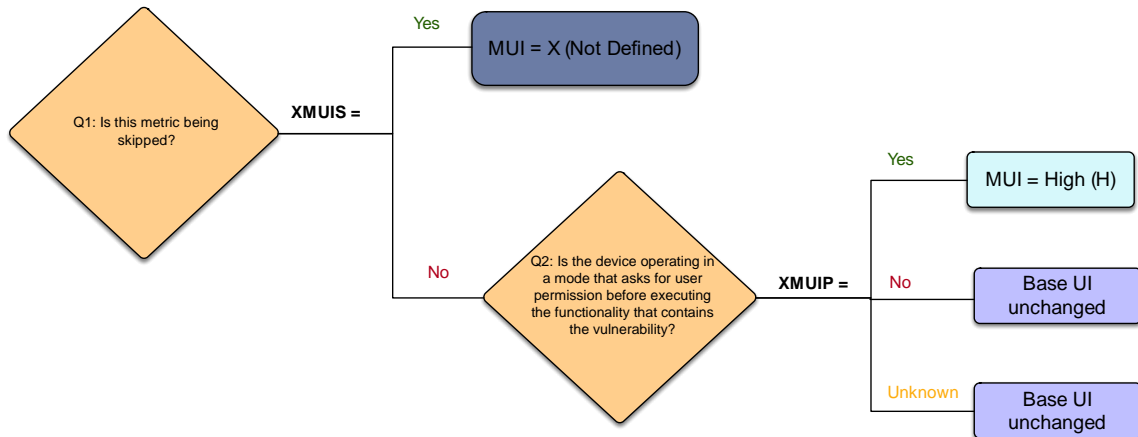 Yes
MUI = X (Not Defined)
Q1: Is this metric being
skipped?
XMUIS =
Yes
MUI = High (H)
No
Q2: Is the device operating in
a mode that asks for user
permission before executing
the functionality that contains
the vulnerability?
XMUIP =
No
Base UI
unchanged
Unknown
Base UI
unchanged